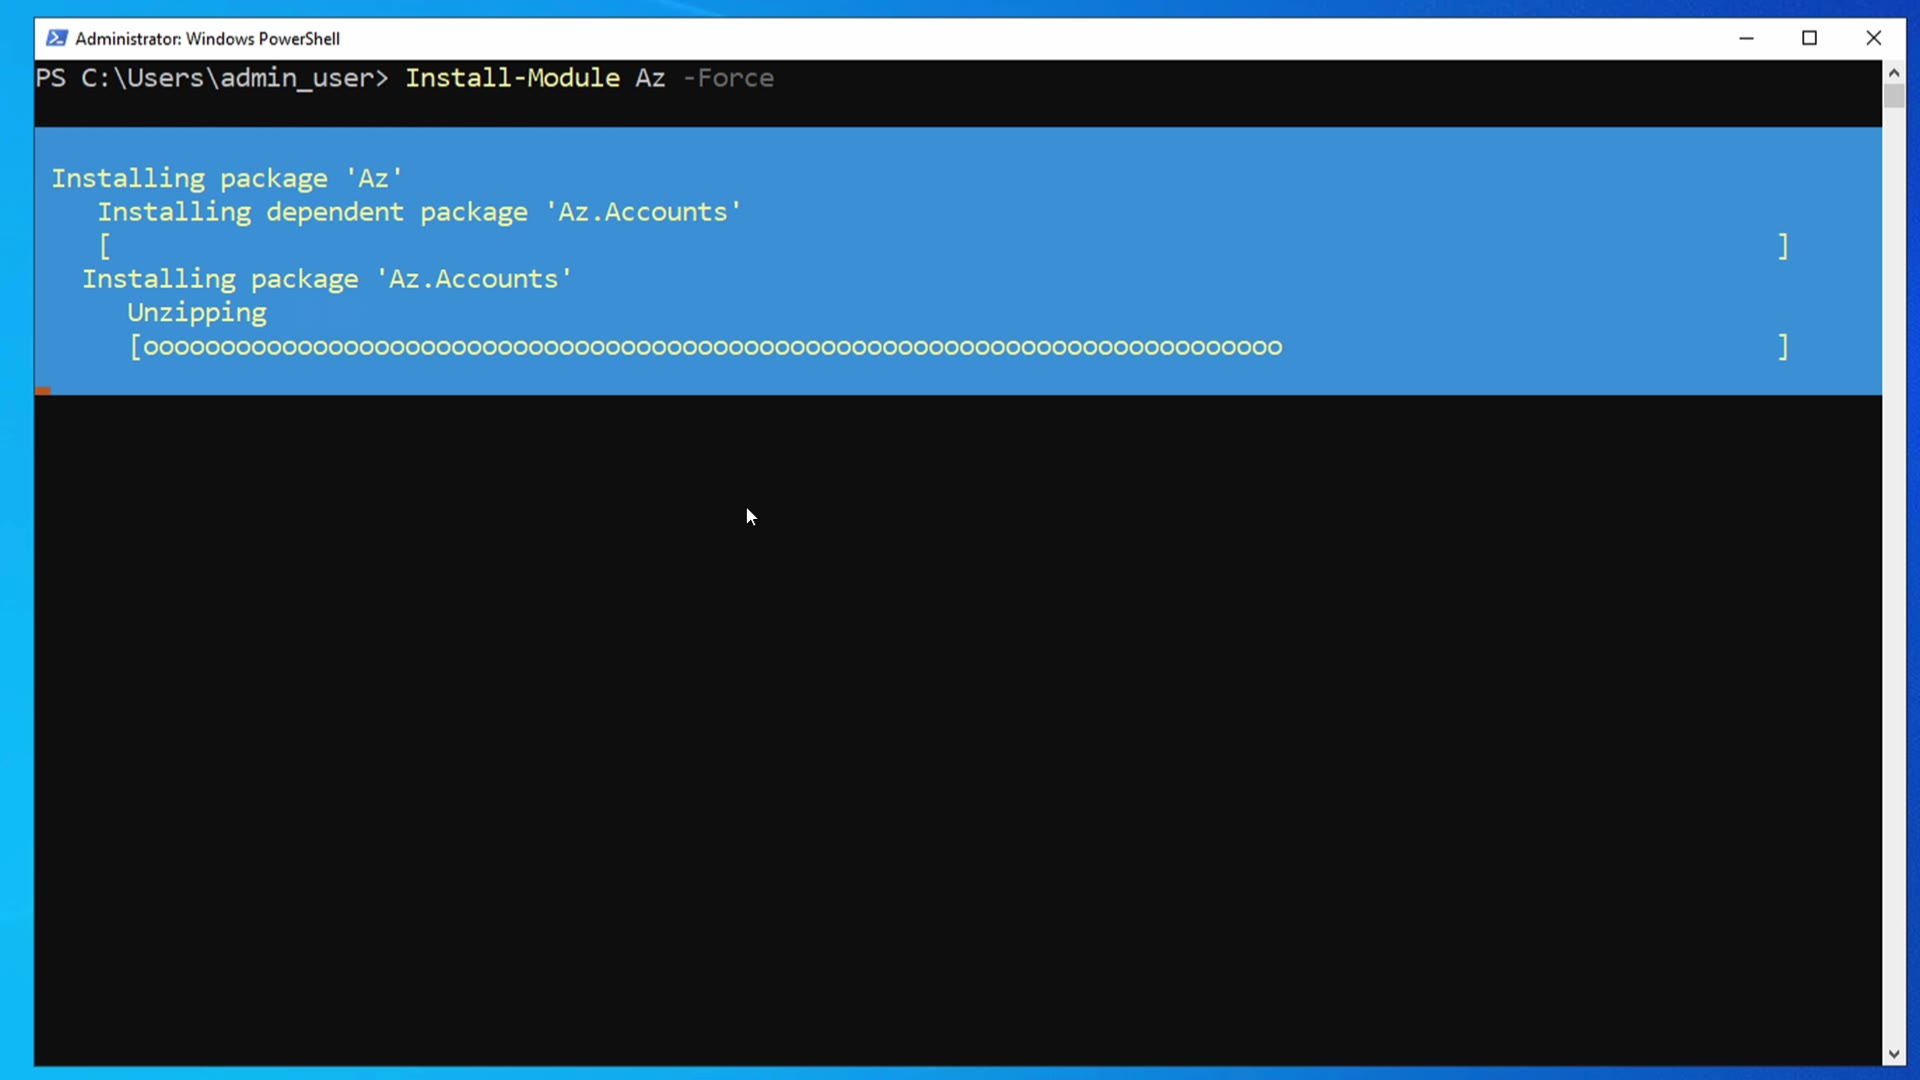 Administrator: Windows PowerShell
PS C:\Users\admin_user> Install-Module Az -Force
Installing package 'Az'
Installing dependent package 'Az.Accounts'
[ ]
Installing package 'Az.Accounts'
Unzipping
[oooooooooooooooooooooooooooooooooooooooooooooooooooooooooooooooooooooooooo ]